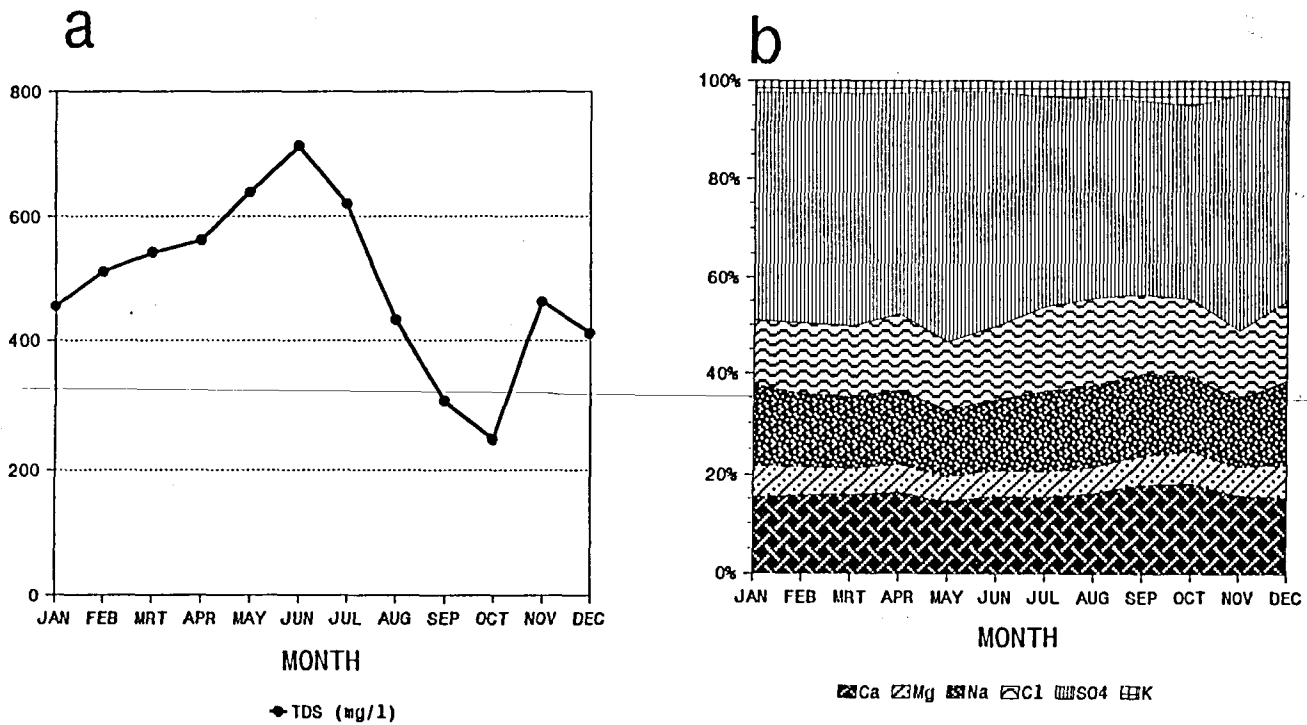 a
800
600
400
200
0
JAN FEB MRT APR MAY JUN JUL AUG SEP OCT NOV DEC
MONTH
TDS (mg/l)
b
100%
80%
60%
40%
20%
0%
JAN FEB MRT APR MAY JUN JUL AUG SEP OCT NOV DEC
MONTH
Ca Mg Na Cl SO4 K